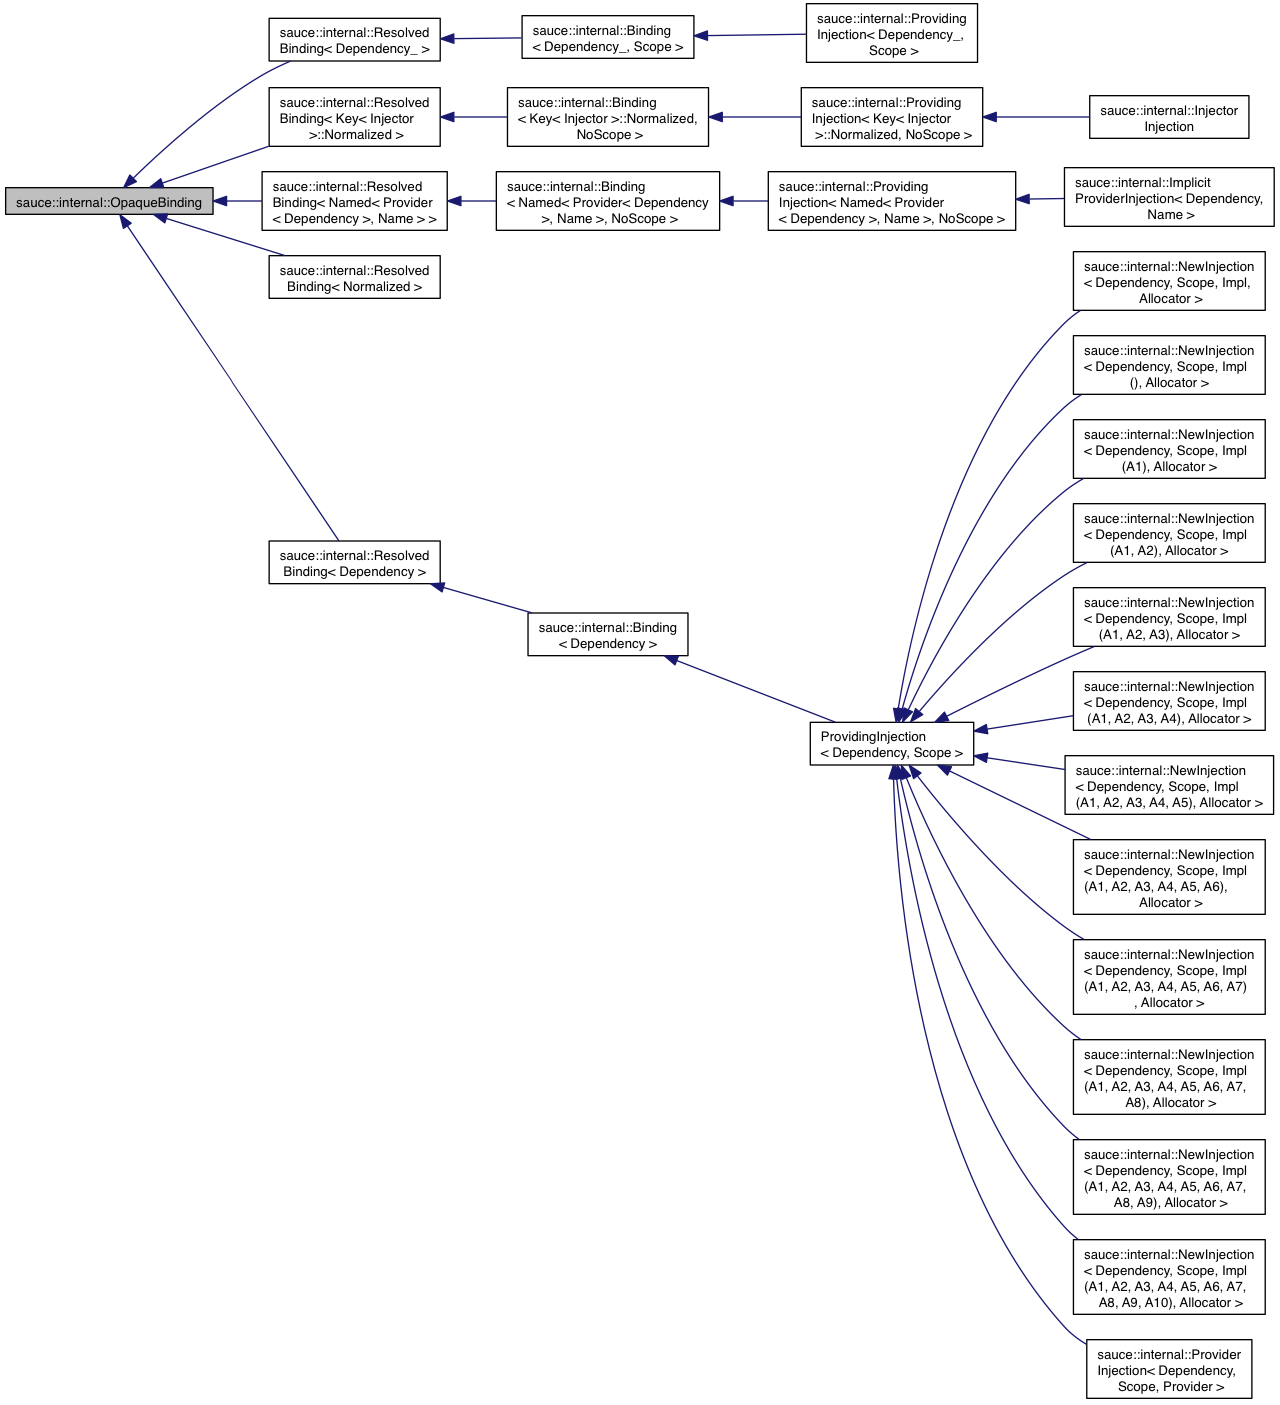 sauce::internal::Resolved
Binding< Dependency_ >
sauce::internal::Binding
< Dependency_, Scope >
sauce::internal::Providing
Injection< Dependency_,
Scope >
sauce::internal::Resolved
Binding< Key< Injector
>::Normalized >
sauce::internal::Binding
< Key< Injector >::Normalized,
NoScope >
sauce::internal::Providing
Injection< Key< Injector
>::Normalized, NoScope >
sauce::internal::Injector
Injection
sauce::internal::OpaqueBinding
sauce::internal::Resolved
Binding< Named< Provider
< Dependency >, Name > >
sauce::internal::Binding
< Named< Provider< Dependency
>, Name >, NoScope >
sauce::internal::Providing
Injection< Named< Provider
< Dependency >, Name >, NoScope >
sauce::internal::Implicit
ProviderInjection< Dependency,
Name >
sauce::internal::Resolved
Binding< Normalized >
sauce::internal::Resolved
Binding< Dependency >
sauce::internal::Binding
< Dependency >
ProvidingInjection
< Dependency, Scope >
sauce::internal::NewInjection
< Dependency, Scope, Impl,
Allocator >
sauce::internal::NewInjection
< Dependency, Scope, Impl
(), Allocator >
sauce::internal::NewInjection
< Dependency, Scope, Impl
(A1), Allocator >
sauce::internal::NewInjection
< Dependency, Scope, Impl
(A1, A2), Allocator >
sauce::internal::NewInjection
< Dependency, Scope, Impl
(A1, A2, A3), Allocator >
sauce::internal::NewInjection
< Dependency, Scope, Impl
(A1, A2, A3, A4), Allocator >
sauce::internal::NewInjection
< Dependency, Scope, Impl
(A1, A2, A3, A4, A5), Allocator >
sauce::internal::NewInjection
< Dependency, Scope, Impl
(A1, A2, A3, A4, A5, A6),
Allocator >
sauce::internal::NewInjection
< Dependency, Scope, Impl
(A1, A2, A3, A4, A5, A6, A7)
, Allocator >
sauce::internal::NewInjection
< Dependency, Scope, Impl
(A1, A2, A3, A4, A5, A6, A7,
A8), Allocator >
sauce::internal::NewInjection
< Dependency, Scope, Impl
(A1, A2, A3, A4, A5, A6, A7,
A8, A9), Allocator >
sauce::internal::NewInjection
< Dependency, Scope, Impl
(A1, A2, A3, A4, A5, A6, A7,
A8, A9, A10), Allocator >
sauce::internal::Provider
Injection< Dependency,
Scope, Provider >